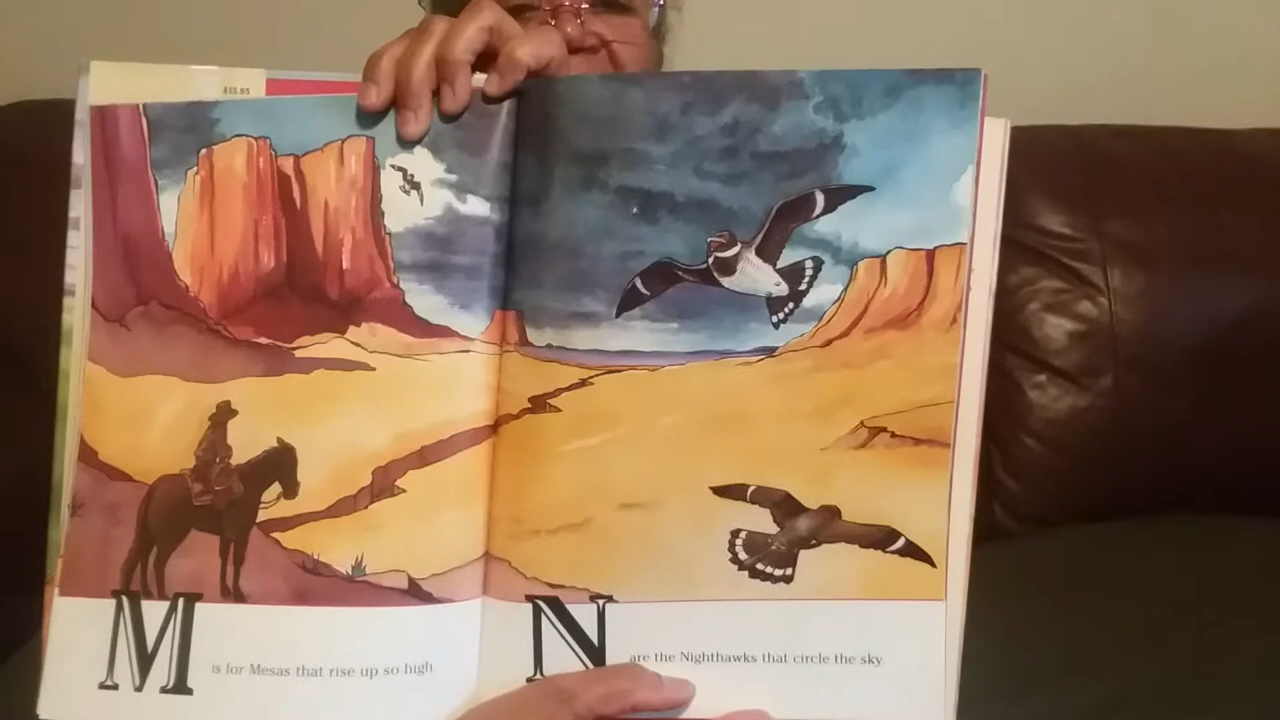 $15.95
M is for Mesas that rise up so high.
N are the Nighthawks that circle the sky.